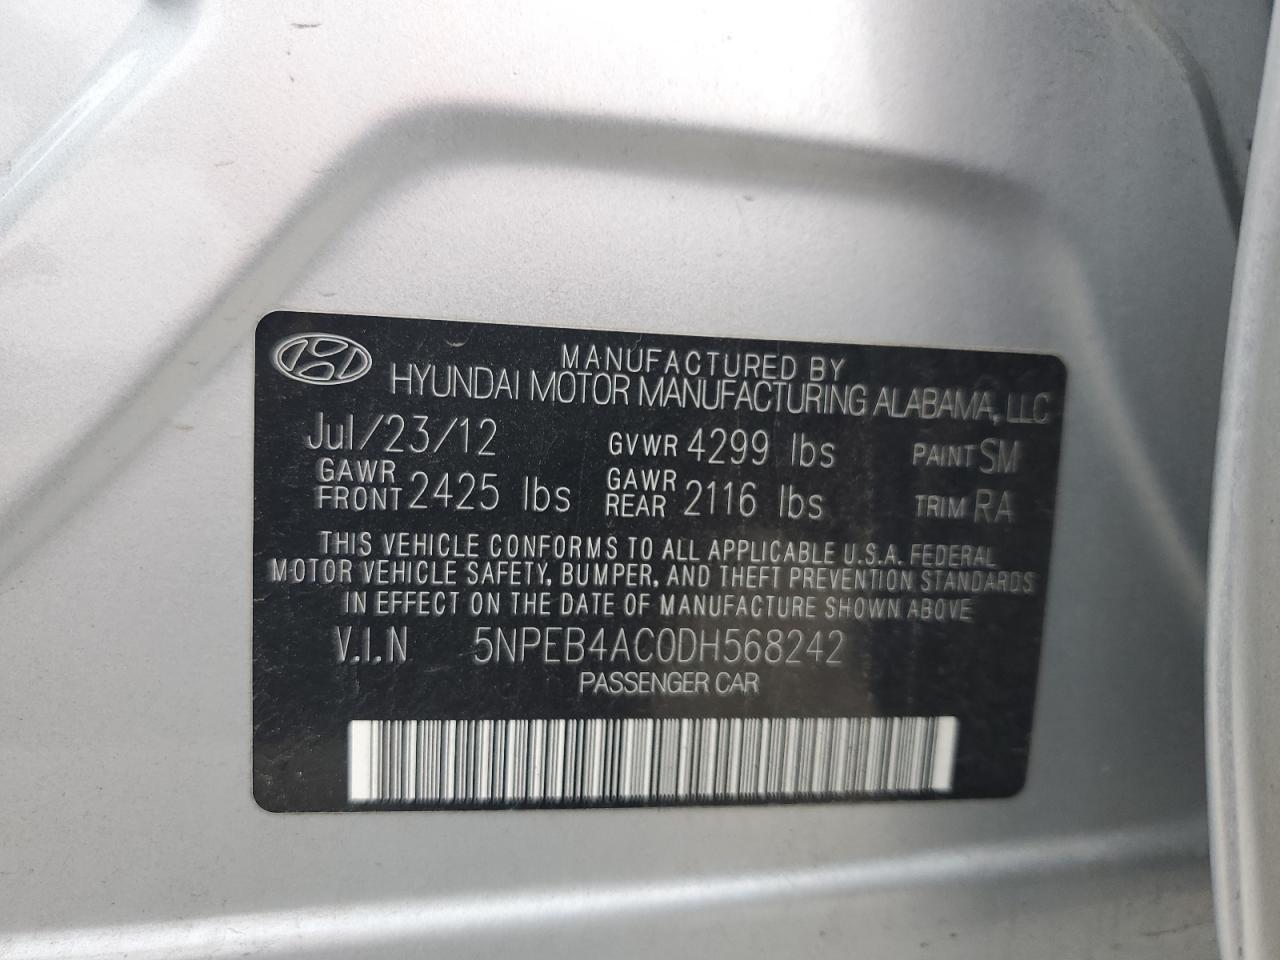 MANUFACTURED BY
HYUNDAI MOTOR MANUFACTURING ALABAMA, LLC
Jul/23/12 GVWR 4299 lbs PAINT SM
GAWR FRONT 2425 lbs GAWR REAR 2116 lbs TRIM RA
THIS VEHICLE CONFORMS TO ALL APPLICABLE U.S.A. FEDERAL
MOTOR VEHICLE SAFETY, BUMPER, AND THEFT PREVENTION STANDARDS
IN EFFECT ON THE DATE OF MANUFACTURE SHOWN ABOVE
V.I.N 5NPEB4AC0DH568242
PASSENGER CAR